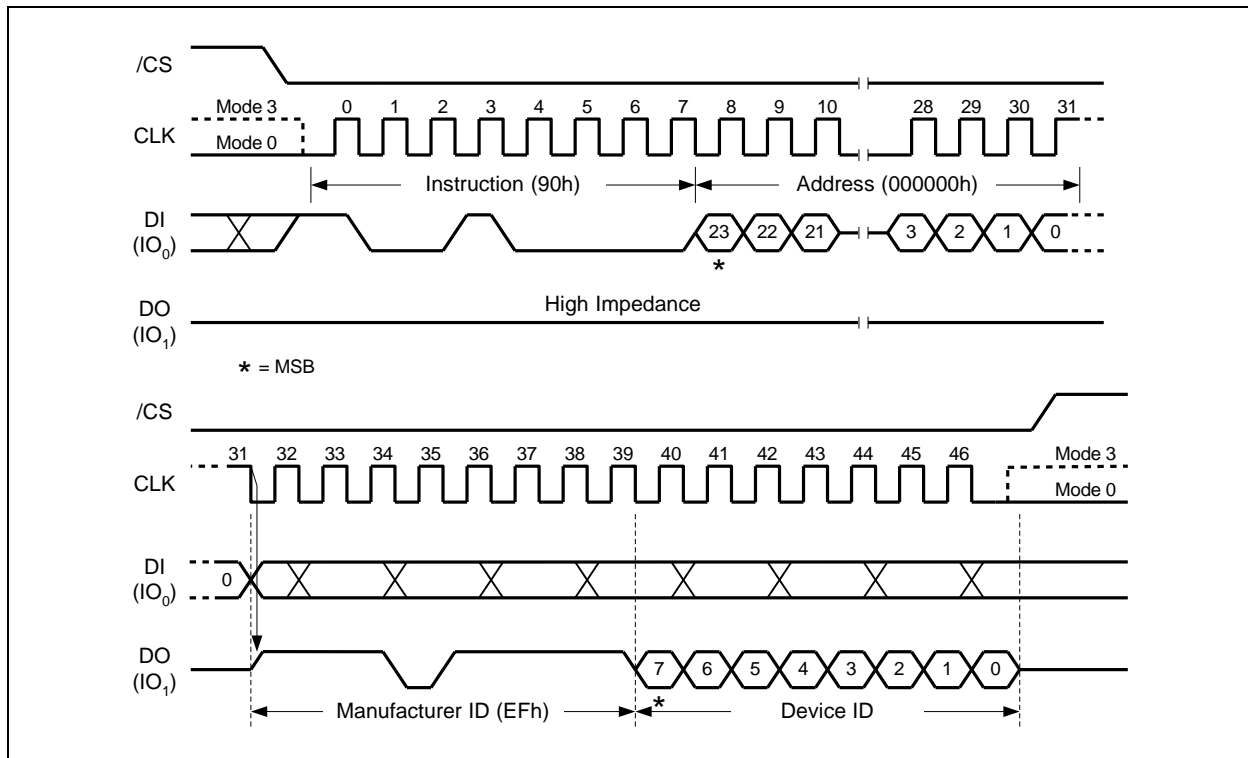 /CS
Mode 3 0 1 2 3 4 5 6 7 8 9 10 28 29 30 31
CLK
Mode 0
Instruction (90h) Address (000000h)
DI
(IO0) 23 22 21 3 2 1 0
*
High Impedance
DO
(IO1)
* = MSB
/CS
31 32 33 34 35 36 37 38 39 40 41 42 43 44 45 46 Mode 3
CLK
Mode 0
DI
(IO0) 0
DO
(IO1) 7 6 5 4 3 2 1 0
*
Manufacturer ID (EFh) Device ID